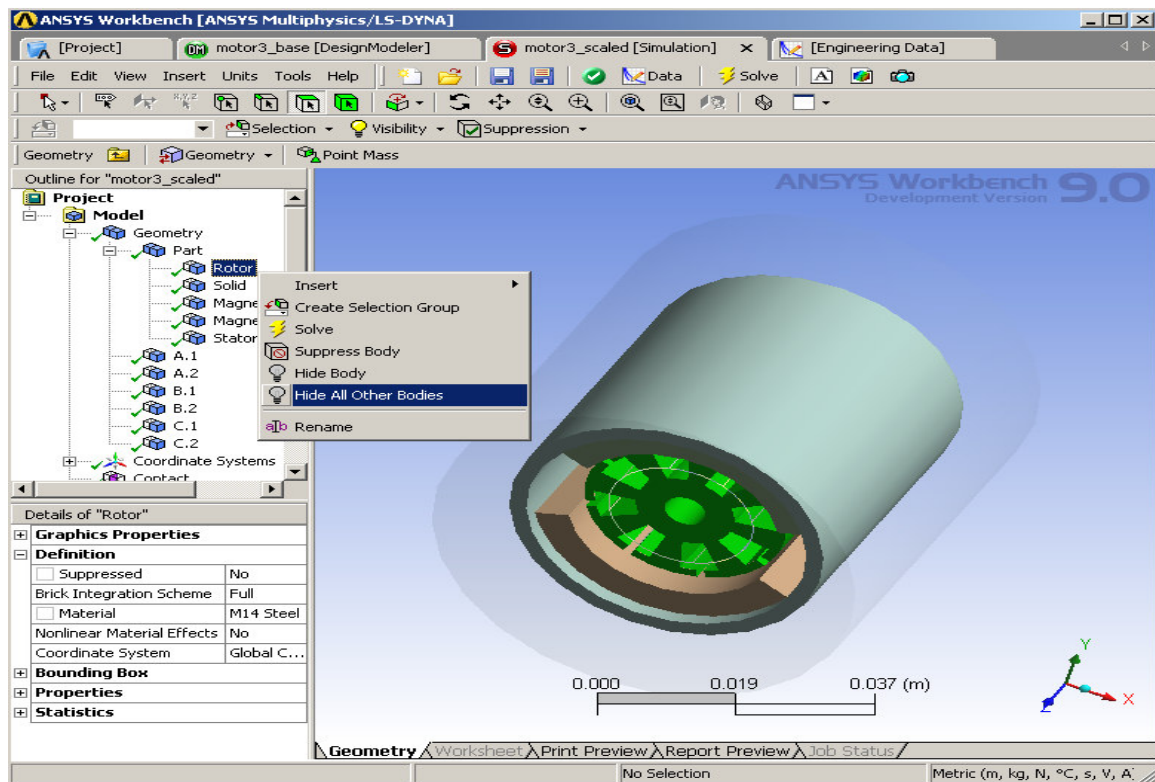 ANSYS Workbench [ANSYS Multiphysics/LS-DYNA]
[Project] DM motor3_base [DesignModeler] S motor3_scaled [Simulation] [Engineering Data]
File Edit View Insert Units Tools Help Data Solve A
Selection Visibility Suppression
Geometry Geometry Point Mass
Outline for "motor3_scaled"
Project
Model
Geometry
Part
Rotor
Solid
Magne
Magne
Stator
A.1
A.2
B.1
B.2
C.1
C.2
Coordinate Systems
Contact
Insert
Create Selection Group
Solve
Suppress Body
Hide Body
Hide All Other Bodies
Rename
Details of "Rotor"
Graphics Properties
Definition
Suppressed No
Brick Integration Scheme Full
Material M14 Steel
Nonlinear Material Effects No
Coordinate System Global C...
Bounding Box
Properties
Statistics
ANSYS Workbench 9.0
Development Version
0.000 0.019 0.037 (m)
Y
X
Z
Geometry Worksheet Print Preview Report Preview Job Status
No Selection Metric (m, kg, N, °C, s, V, A)